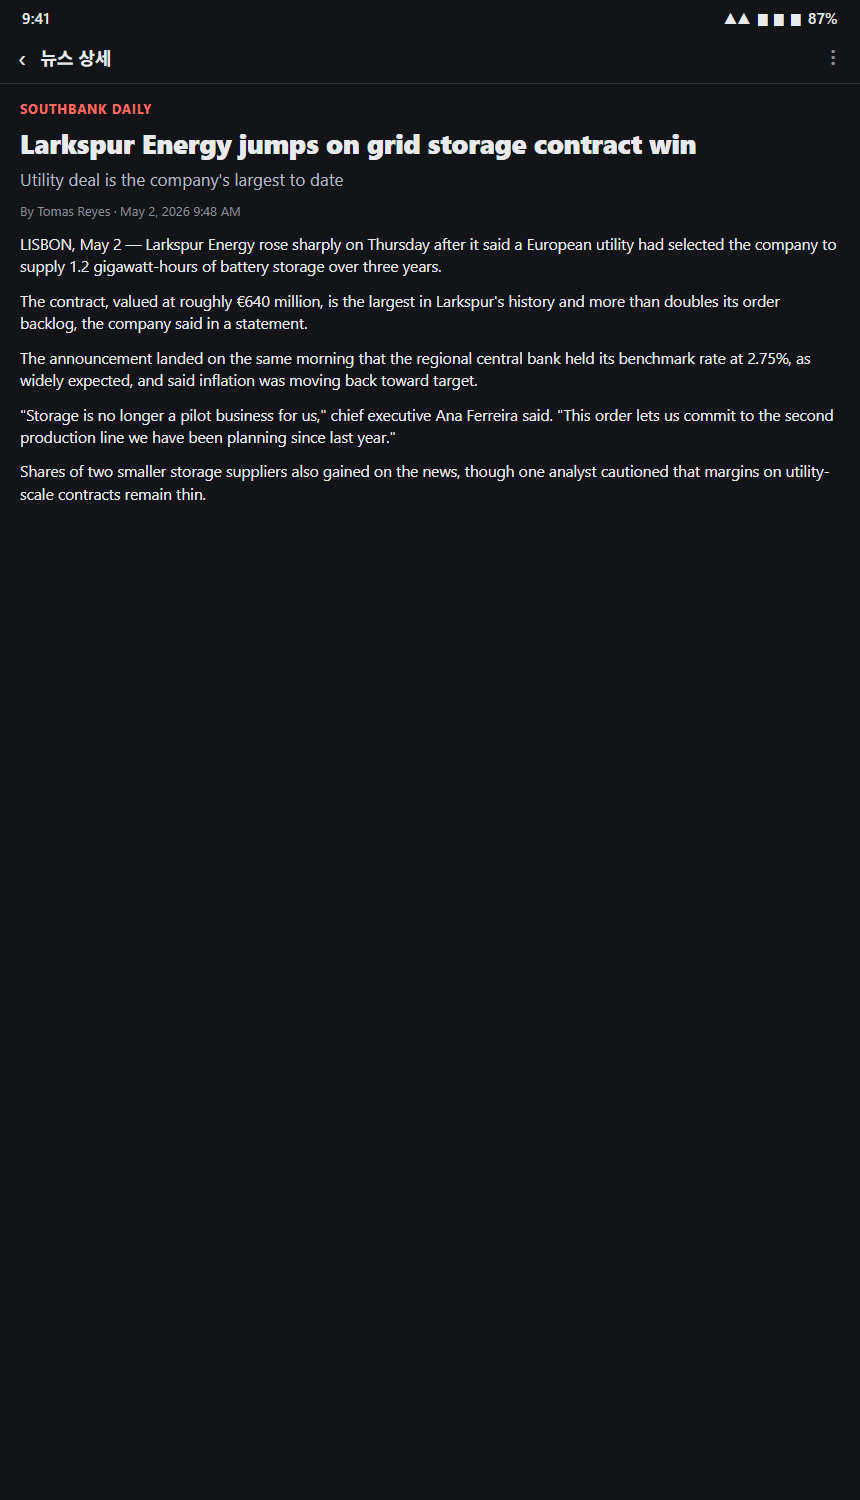 9:41
87%
‹ 뉴스 상세
SOUTHBANK DAILY
Larkspur Energy jumps on grid storage contract win
Utility deal is the company's largest to date
By Tomas Reyes · May 2, 2026 9:48 AM
LISBON, May 2 — Larkspur Energy rose sharply on Thursday after it said a European utility had selected the company to
supply 1.2 gigawatt-hours of battery storage over three years.
The contract, valued at roughly €640 million, is the largest in Larkspur's history and more than doubles its order
backlog, the company said in a statement.
The announcement landed on the same morning that the regional central bank held its benchmark rate at 2.75%, as
widely expected, and said inflation was moving back toward target.
"Storage is no longer a pilot business for us," chief executive Ana Ferreira said. "This order lets us commit to the second
production line we have been planning since last year."
Shares of two smaller storage suppliers also gained on the news, though one analyst cautioned that margins on utility-
scale contracts remain thin.